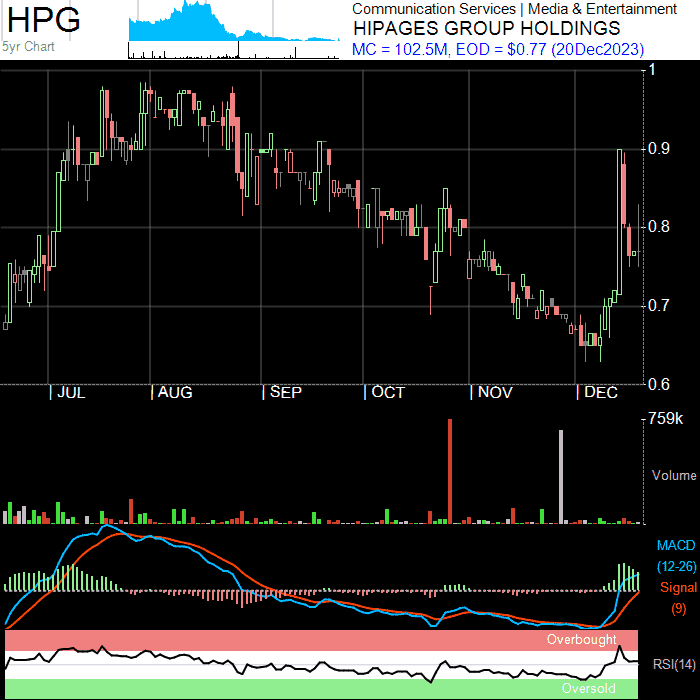 HPG
5yr Chart
Communication Services | Media & Entertainment
HIPAGES GROUP HOLDINGS
MC = 102.5M, EOD = $0.77 (20Dec2023)
1
0.9
0.8
0.7
0.6
| JUL | AUG | SEP | OCT | NOV | DEC
759k
Volume
MACD
(12-26)
Signal
(9)
Overbought
RSI(14)
Oversold